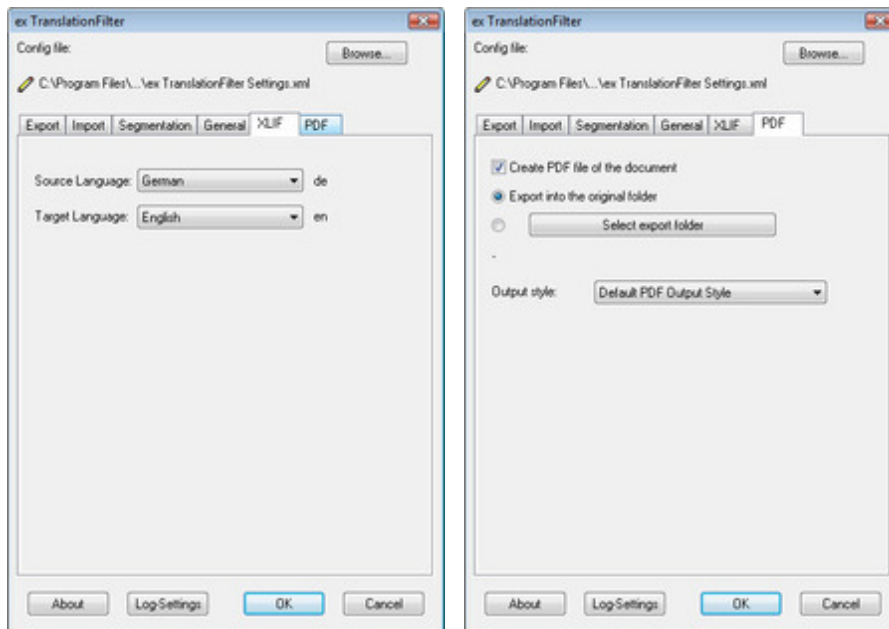 ex TranslationFilter
Config file:
Browse...
C:\Program Files\...\ex TranslationFilter Settings.xml
Export Import Segmentation General XLIF PDF
Source Language: German de
Target Language: English en
About Log-Settings OK Cancel
ex TranslationFilter
Config file:
Browse...
C:\Program Files\...\ex TranslationFilter Settings.xml
Export Import Segmentation General XLIF PDF
Create PDF file of the document
Export into the original folder
Select export folder
-
Output style: Default PDF Output Style
About Log-Settings OK Cancel